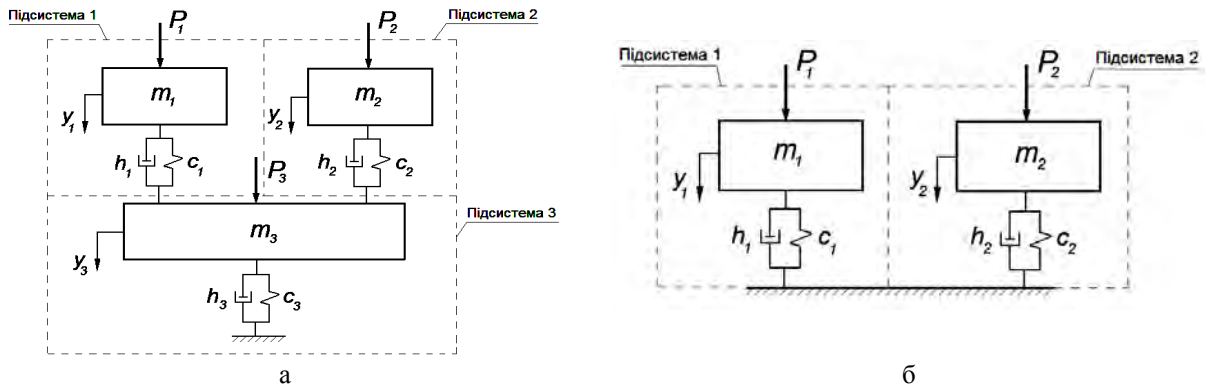 Підсистема 1
P₁
P₂
Підсистема 2
m₁
m₂
y₁
y₂
h₁
c₁
P₃
h₂
c₂
m₃
Підсистема 3
y₃
h₃
c₃
а
Підсистема 1
P₁
P₂
Підсистема 2
m₁
m₂
y₁
y₂
h₁
c₁
h₂
c₂
б